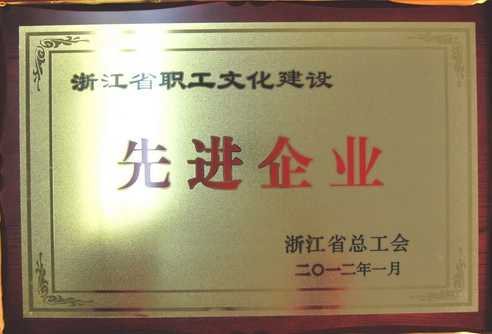 浙江省职工文化建设
先进企业
浙江省总工会
二〇一二年一月